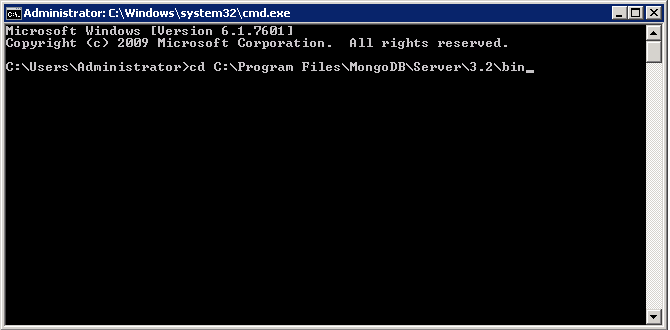 Administrator: C:\Windows\system32\cmd.exe
Microsoft Windows [Version 6.1.7601]
Copyright (c) 2009 Microsoft Corporation.  All rights reserved.
C:\Users\Administrator>cd C:\Program Files\MongoDB\Server\3.2\bin_